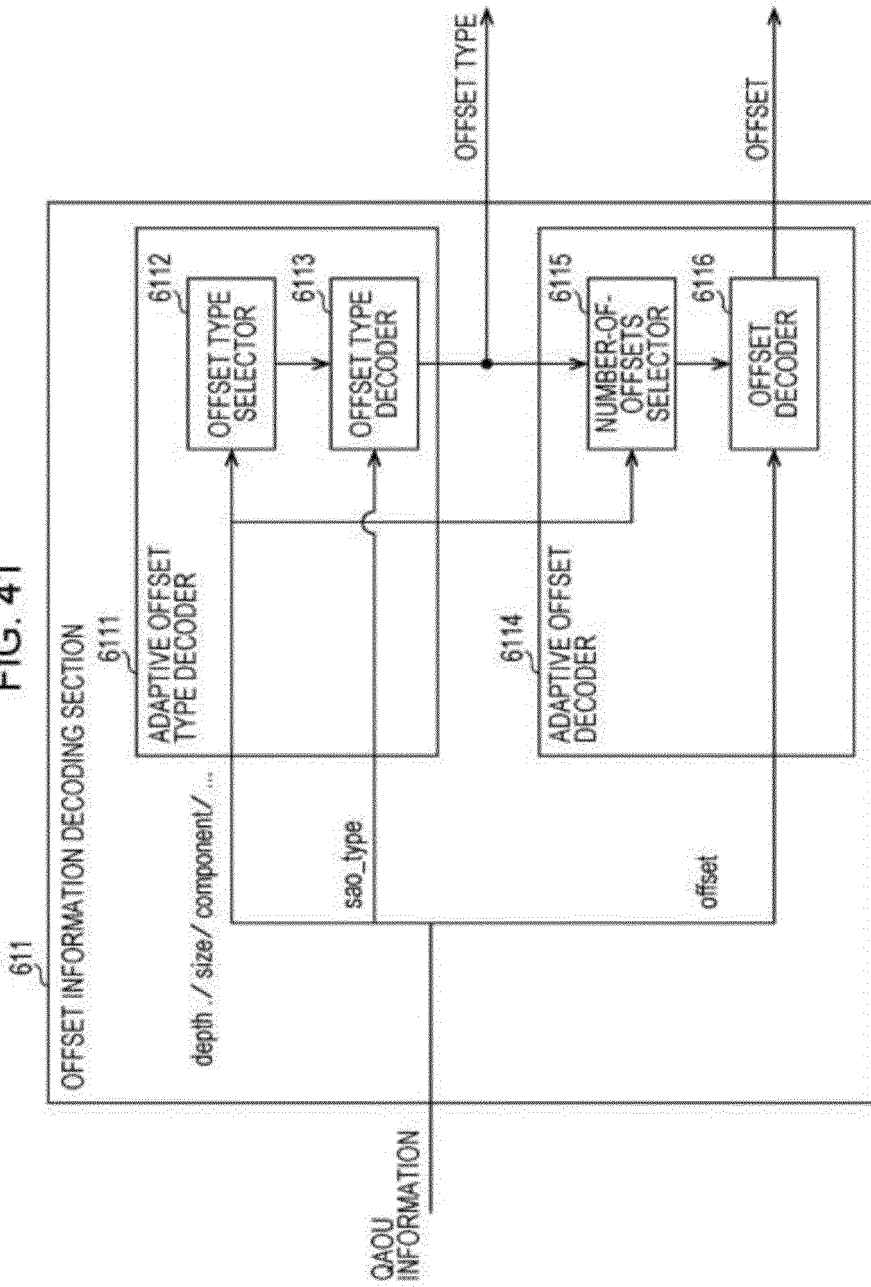 FIG. 41
611
OFFSET INFORMATION DECODING SECTION
QAOU
INFORMATION
depth ./ size/ component/ ...
sao_type
offset
6111
ADAPTIVE OFFSET
TYPE DECODER
6112
OFFSET TYPE
SELECTOR
6113
OFFSET TYPE
DECODER
OFFSET TYPE
6114
ADAPTIVE OFFSET
DECODER
6115
NUMBER-OF-
OFFSETS
SELECTOR
6116
OFFSET
DECODER
OFFSET